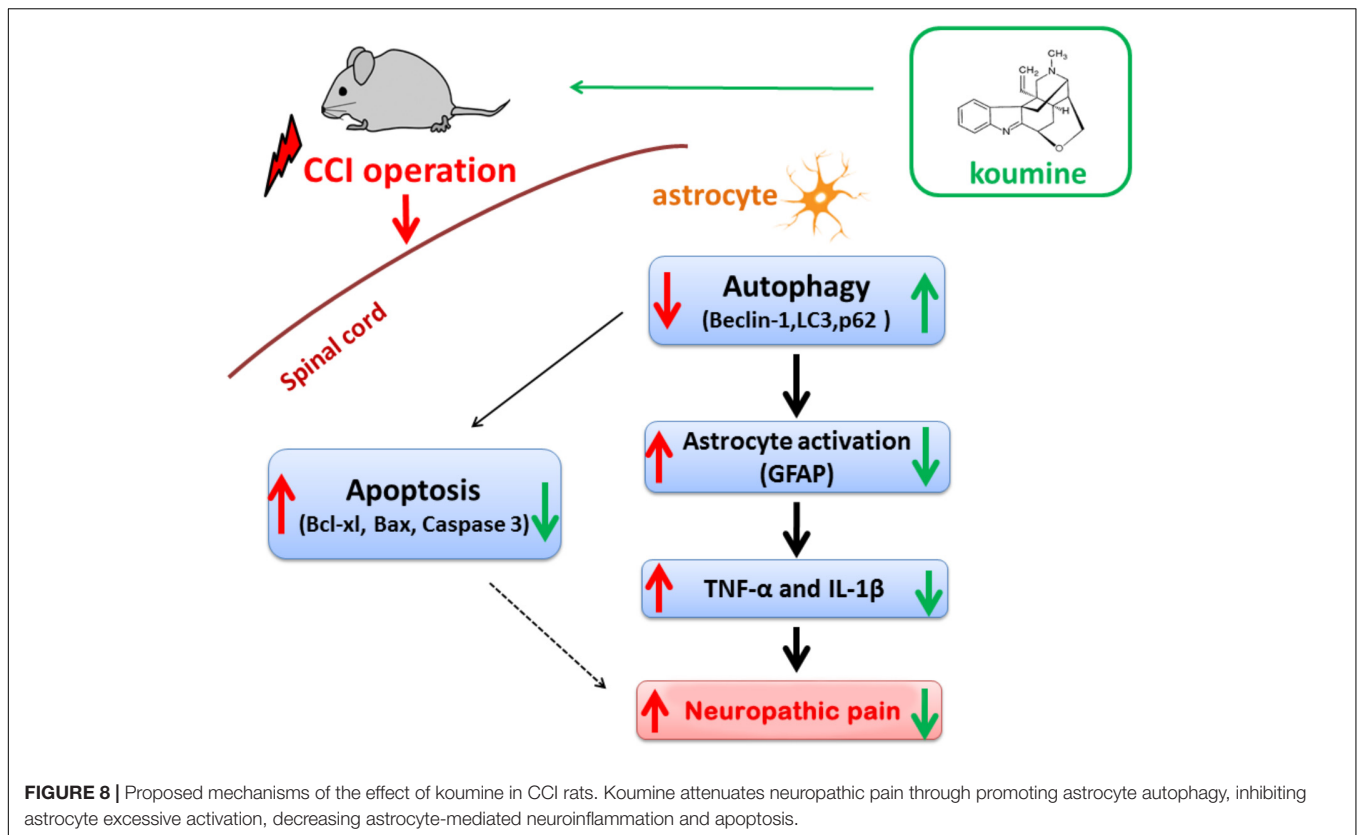 CH₃
CH₂
N
H
N
O
koumine
CCI operation
astrocyte
Spinal cord
Autophagy
(Beclin-1,LC3,p62 )
Astrocyte activation
(GFAP)
Apoptosis
(Bcl-xl, Bax, Caspase 3)
TNF-α and IL-1β
Neuropathic pain
FIGURE 8 | Proposed mechanisms of the effect of koumine in CCI rats. Koumine attenuates neuropathic pain through promoting astrocyte autophagy, inhibiting
astrocyte excessive activation, decreasing astrocyte-mediated neuroinflammation and apoptosis.